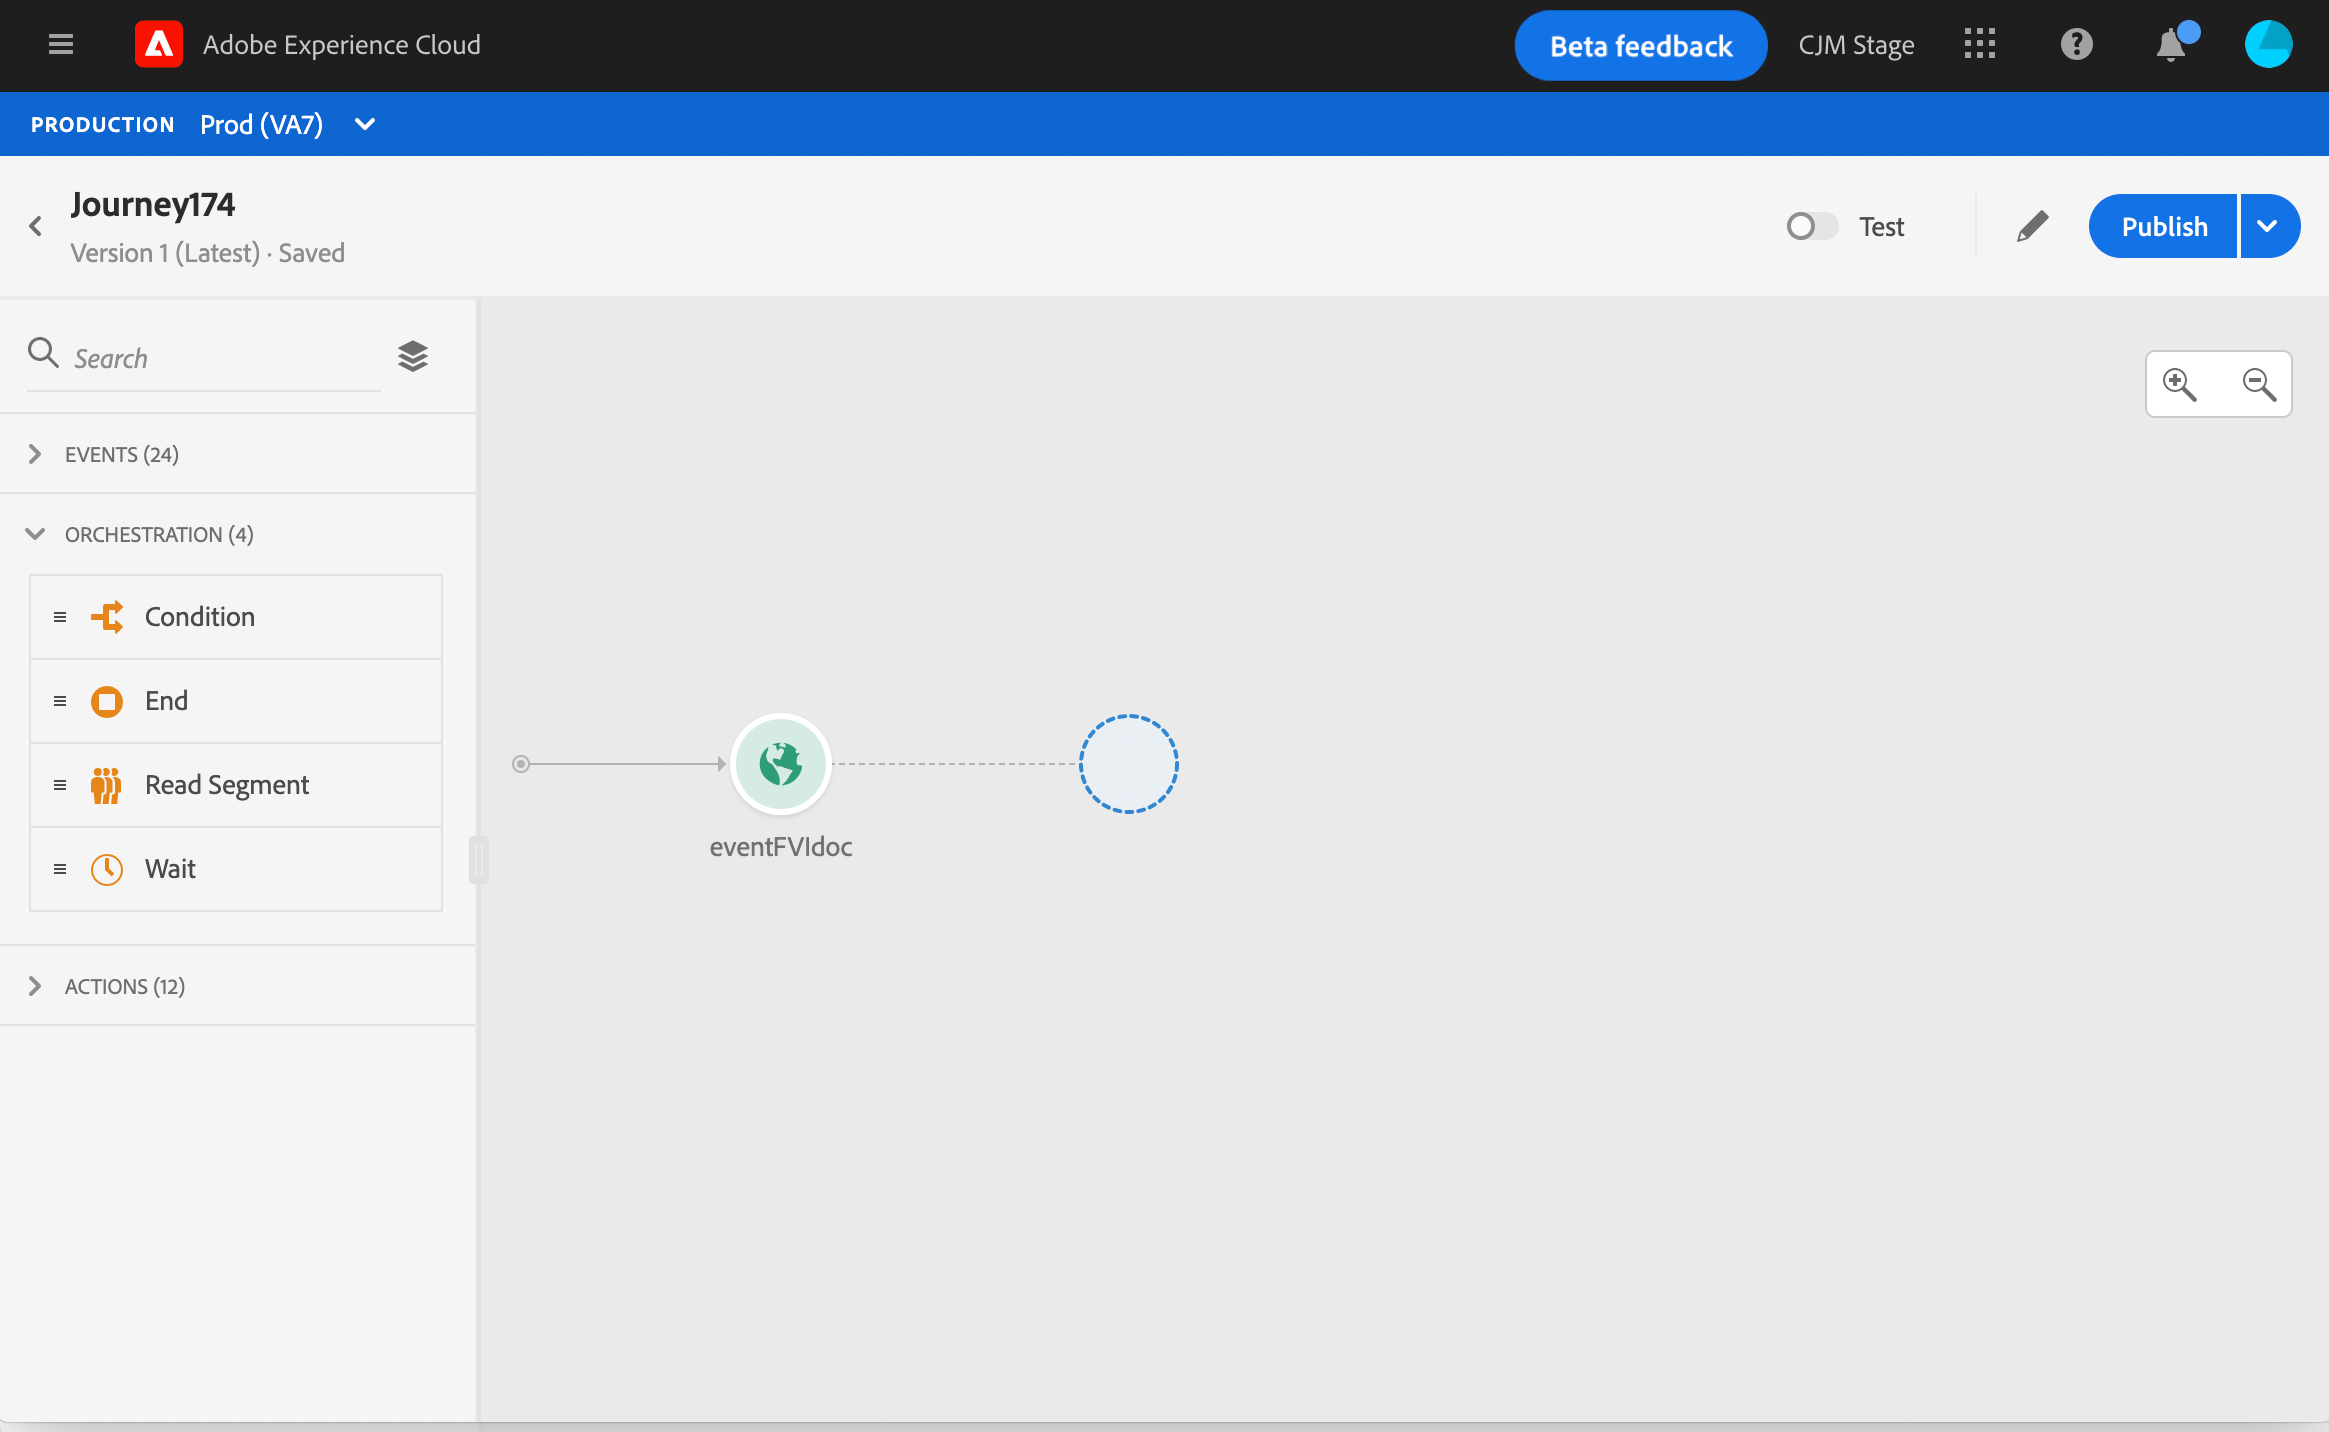 Adobe Experience Cloud
Beta feedback
CJM Stage
PRODUCTION Prod (VA7)
Journey174
Version 1 (Latest) · Saved
Test
Publish
Search
EVENTS (24)
ORCHESTRATION (4)
Condition
End
Read Segment
Wait
ACTIONS (12)
eventFVIdoc